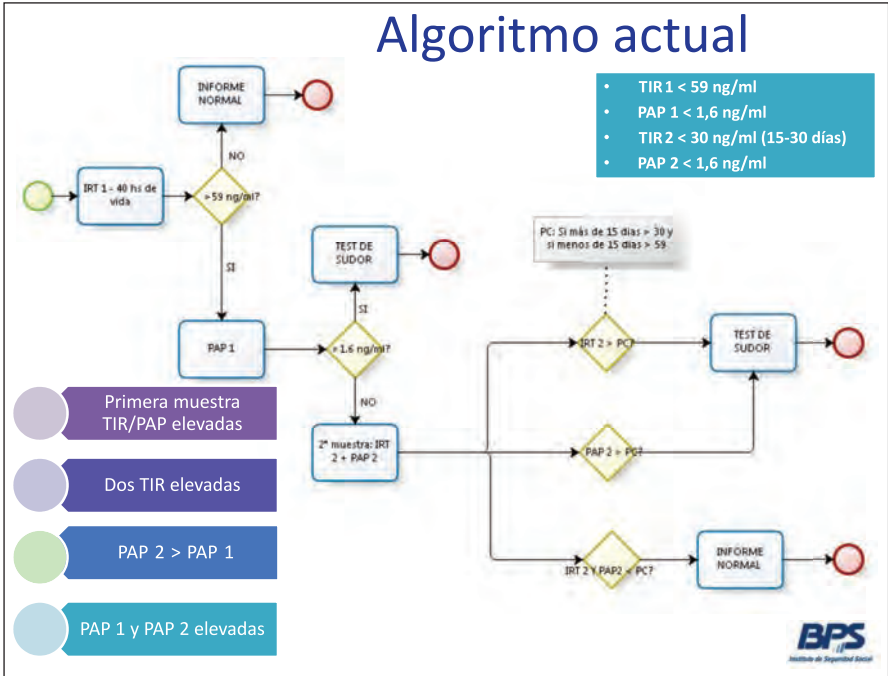 Algoritmo actual
• TIR 1 < 59 ng/ml
• PAP 1 < 1,6 ng/ml
• TIR 2 < 30 ng/ml (15-30 días)
• PAP 2 < 1,6 ng/ml
INFORME
NORMAL
NO
IRT 1 - 40 hs de
vida
> 59 ng/ml?
SI
PAP 1
TEST DE
SUDOR
SI
> 1.6 ng/ml?
NO
2ª muestra: IRT
2 + PAP 2
PC: Si más de 15 días > 30 y
si menos de 15 días > 59
IRT 2 > PC?
TEST DE
SUDOR
PAP 2 > PC?
IRT 2 Y PAP2 < PC?
INFORME
NORMAL
Primera muestra
TIR/PAP elevadas
Dos TIR elevadas
PAP 2 > PAP 1
PAP 1 y PAP 2 elevadas
BPS
Instituto de Seguridad Social